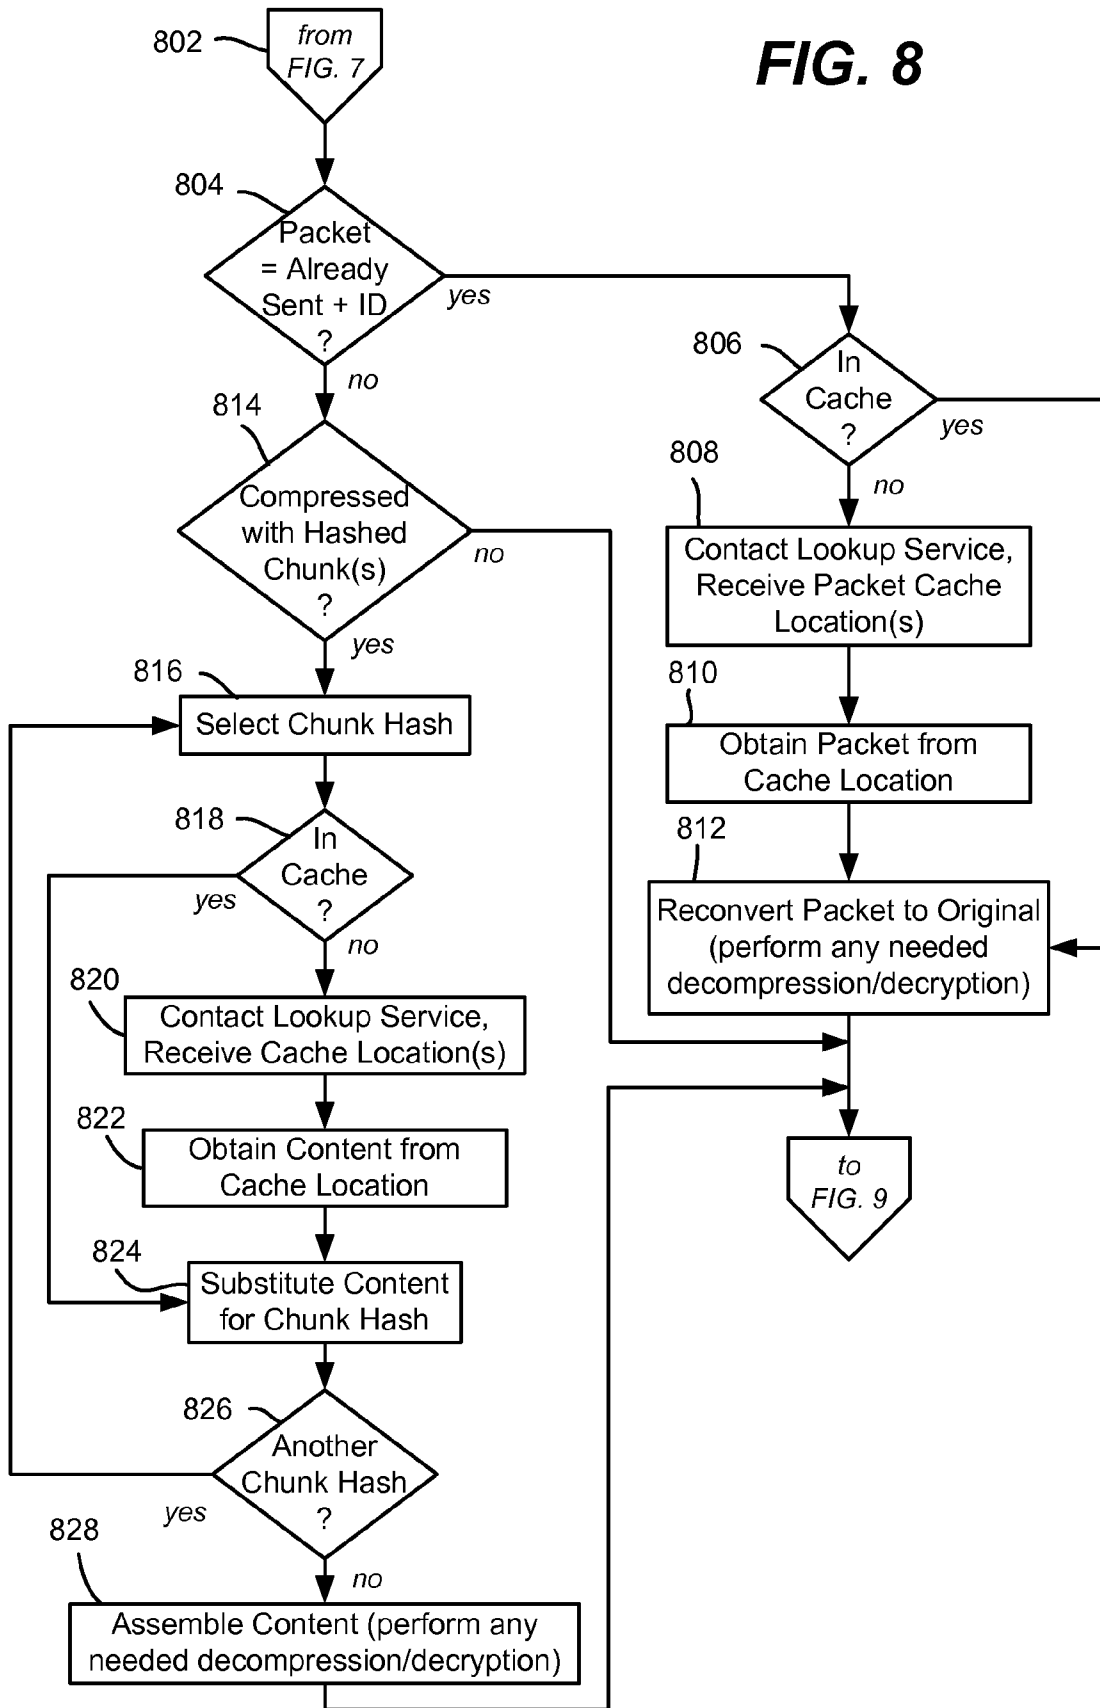 FIG. 8
802
from
FIG. 7
804
Packet
= Already
Sent + ID
?
yes
no
806
In
Cache
?
yes
no
808
Contact Lookup Service,
Receive Packet Cache
Location(s)
810
Obtain Packet from
Cache Location
812
Reconvert Packet to Original
(perform any needed
decompression/decryption)
814
Compressed
with Hashed
Chunk(s)
?
no
yes
816
Select Chunk Hash
818
In
Cache
?
yes
no
820
Contact Lookup Service,
Receive Cache Location(s)
822
Obtain Content from
Cache Location
824
Substitute Content
for Chunk Hash
826
Another
Chunk Hash
?
yes
no
828
Assemble Content (perform any
needed decompression/decryption)
to
FIG. 9